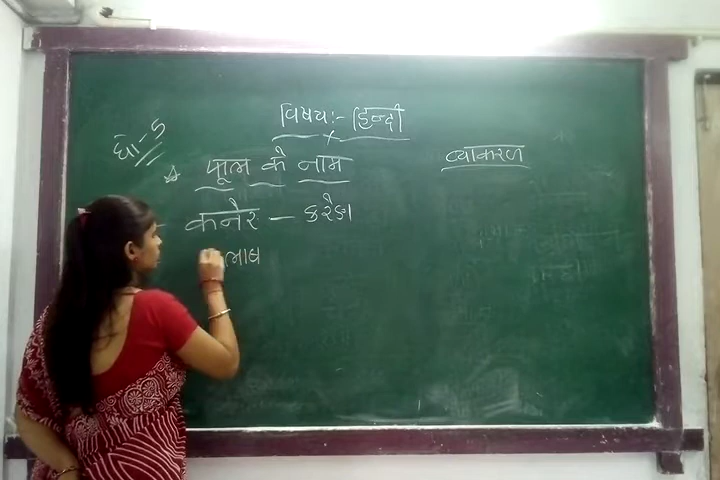 विषय :- हिन्दी
ધો - 5
फूल के नाम
व्याकरण
कनेर - કરેણ